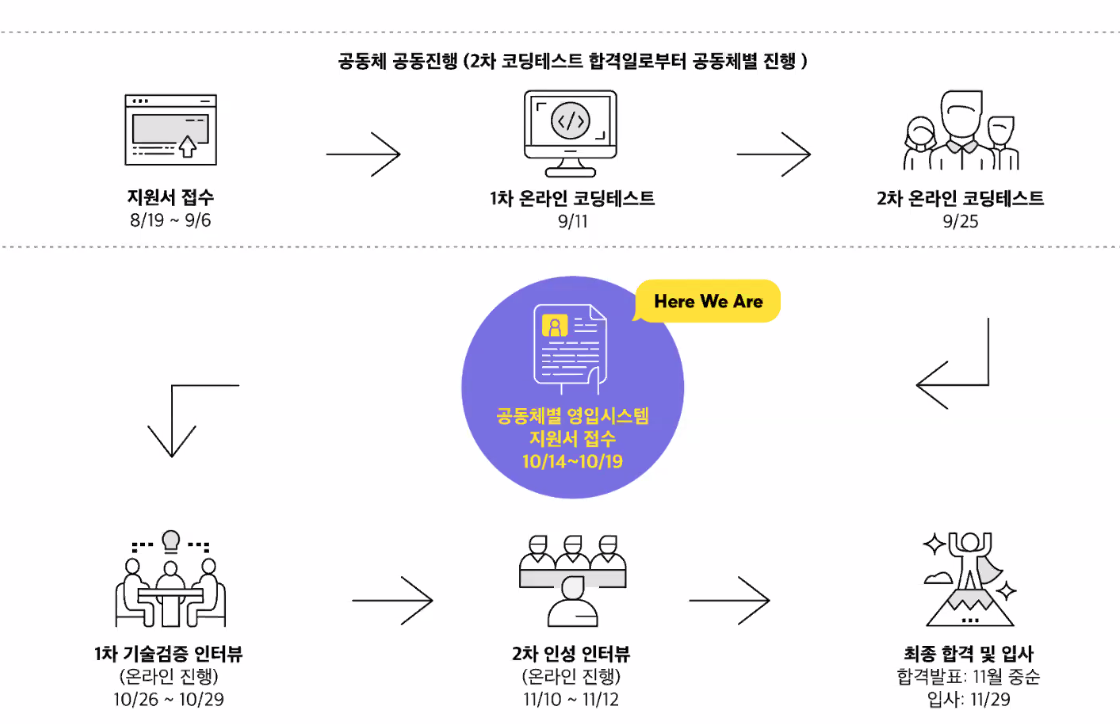 공동체 공동진행 (2차 코딩테스트 합격일로부터 공동체별 진행 )
지원서 접수
8/19 ~ 9/6
1차 온라인 코딩테스트
9/11
2차 온라인 코딩테스트
9/25
Here We Are
공동체별 영입시스템
지원서 접수
10/14~10/19
1차 기술검증 인터뷰
(온라인 진행)
10/26 ~ 10/29
2차 인성 인터뷰
(온라인 진행)
11/10 ~ 11/12
최종 합격 및 입사
합격발표: 11월 중순
입사: 11/29